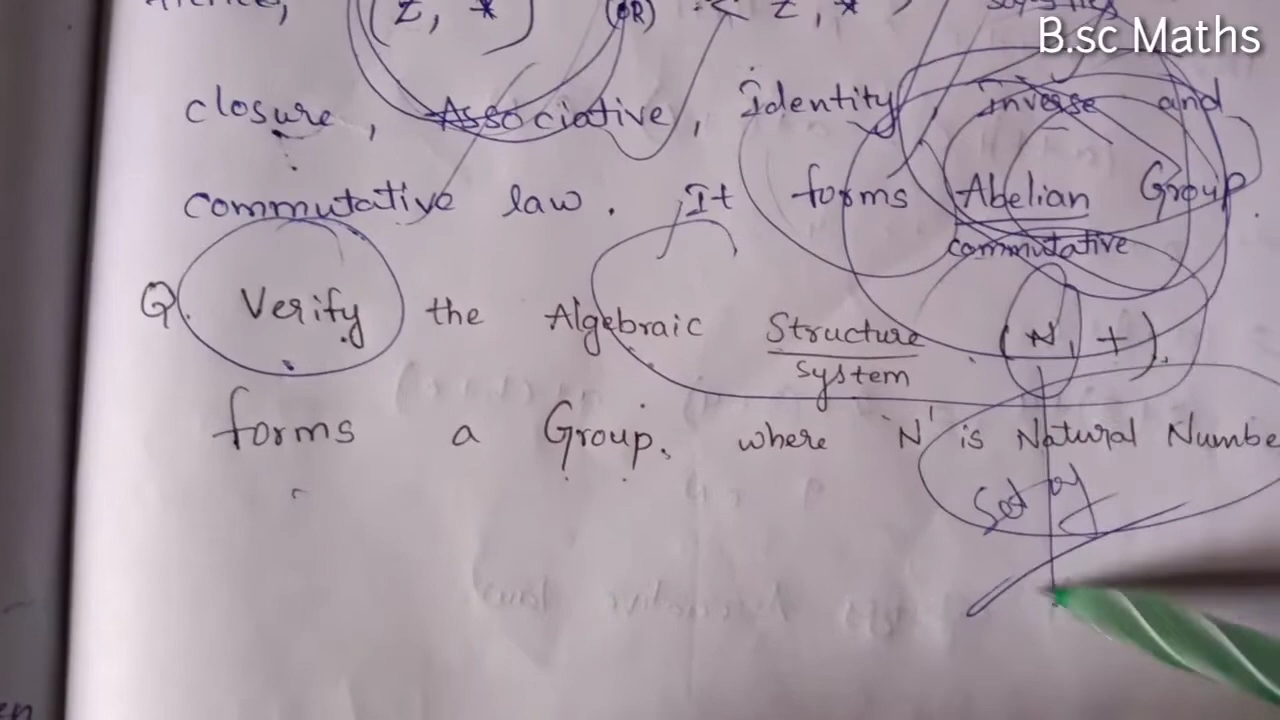 (Z, *) (OR) < Z, *
B.sc Maths
closure, Associative, Identity Inverse and
commutative law. It forms Abelian Group.
commutative
Q. Verify the Algebraic Structure (N, +).
System
forms a Group. where 'N' is Natural Numbe
Set of